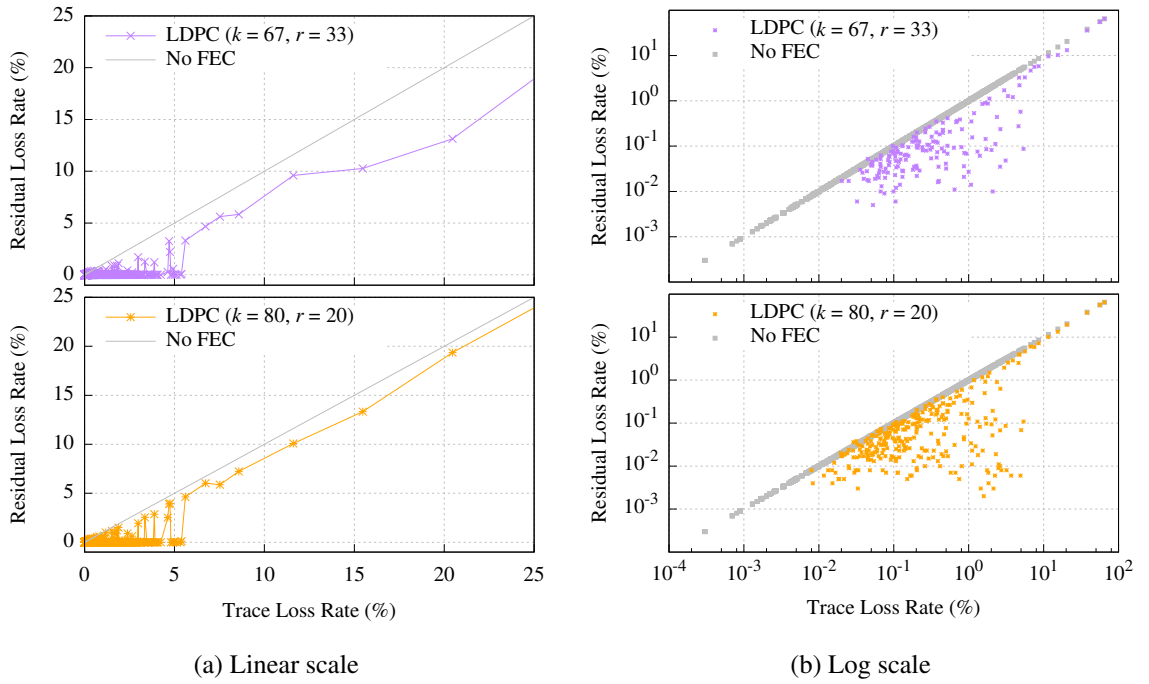 25
20
15
10
5
0
Residual Loss Rate (%)
LDPC (k = 67, r = 33)
No FEC
25
20
15
10
5
0
Residual Loss Rate (%)
LDPC (k = 80, r = 20)
No FEC
0 5 10 15 20 25
Trace Loss Rate (%)
(a) Linear scale
10^1
10^0
10^-1
10^-2
10^-3
Residual Loss Rate (%)
LDPC (k = 67, r = 33)
No FEC
10^1
10^0
10^-1
10^-2
10^-3
Residual Loss Rate (%)
LDPC (k = 80, r = 20)
No FEC
10^-4 10^-3 10^-2 10^-1 10^0 10^1 10^2
Trace Loss Rate (%)
(b) Log scale